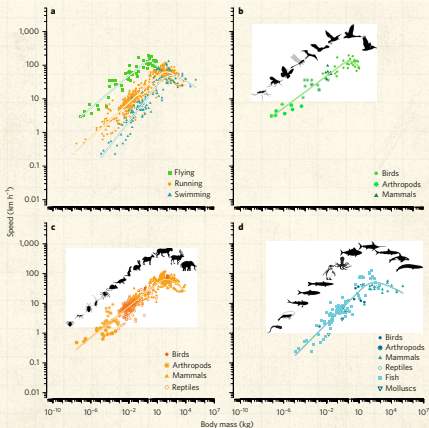 a
b
1,000
100
10
1
0.1
0.01
Flying
Running
Swimming
Birds
Arthropods
Mammals
Speed (km h⁻¹)
c
d
1,000
100
10
1
0.1
0.01
Birds
Arthropods
Mammals
Reptiles
Birds
Arthropods
Mammals
Reptiles
Fish
Molluscs
10⁻¹⁰ 10⁻⁶ 10⁻² 10² 10⁴ 10⁷
10⁻¹⁰ 10⁻⁶ 10⁻² 10² 10⁴ 10⁷
Body mass (kg)